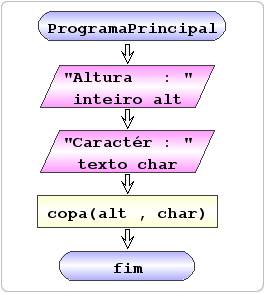 ProgramaPrincipal
"Altura   : "
inteiro alt
"Caractér : "
texto char
copa(alt , char)
fim